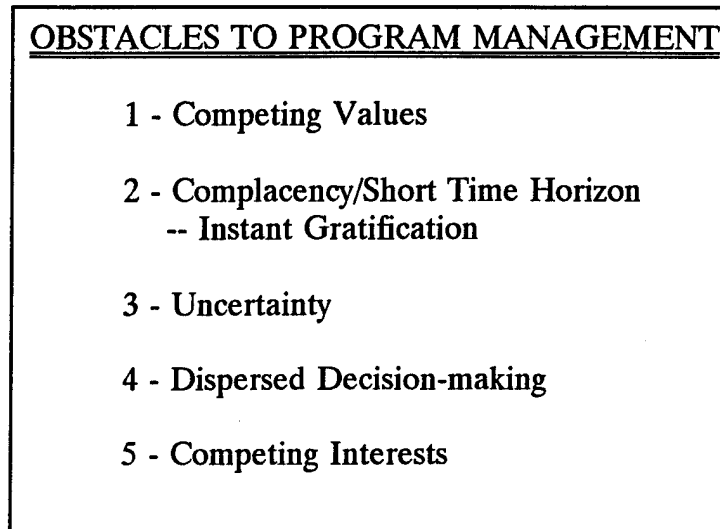 OBSTACLES TO PROGRAM MANAGEMENT
1 - Competing Values
2 - Complacency/Short Time Horizon
-- Instant Gratification
3 - Uncertainty
4 - Dispersed Decision-making
5 - Competing Interests